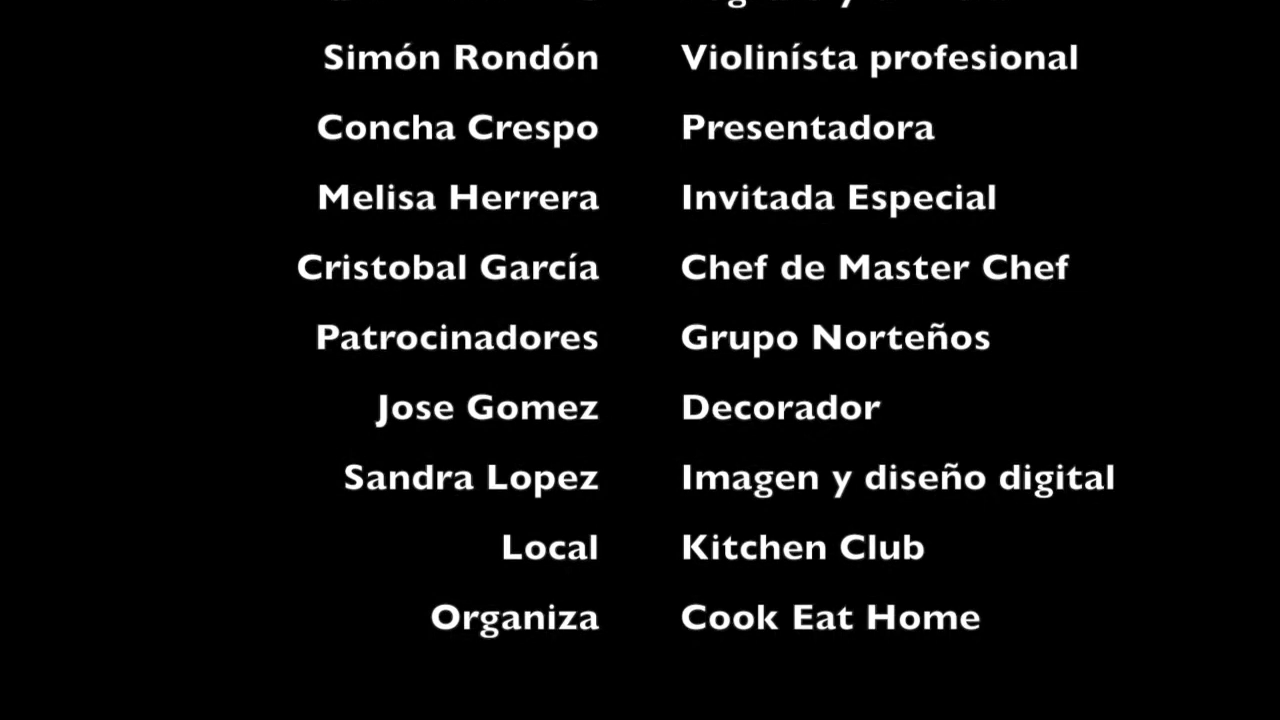 Simón Rondón Violinísta profesional
Concha Crespo Presentadora
Melisa Herrera Invitada Especial
Cristobal García Chef de Master Chef
Patrocinadores Grupo Norteños
Jose Gomez Decorador
Sandra Lopez Imagen y diseño digital
Local Kitchen Club
Organiza Cook Eat Home